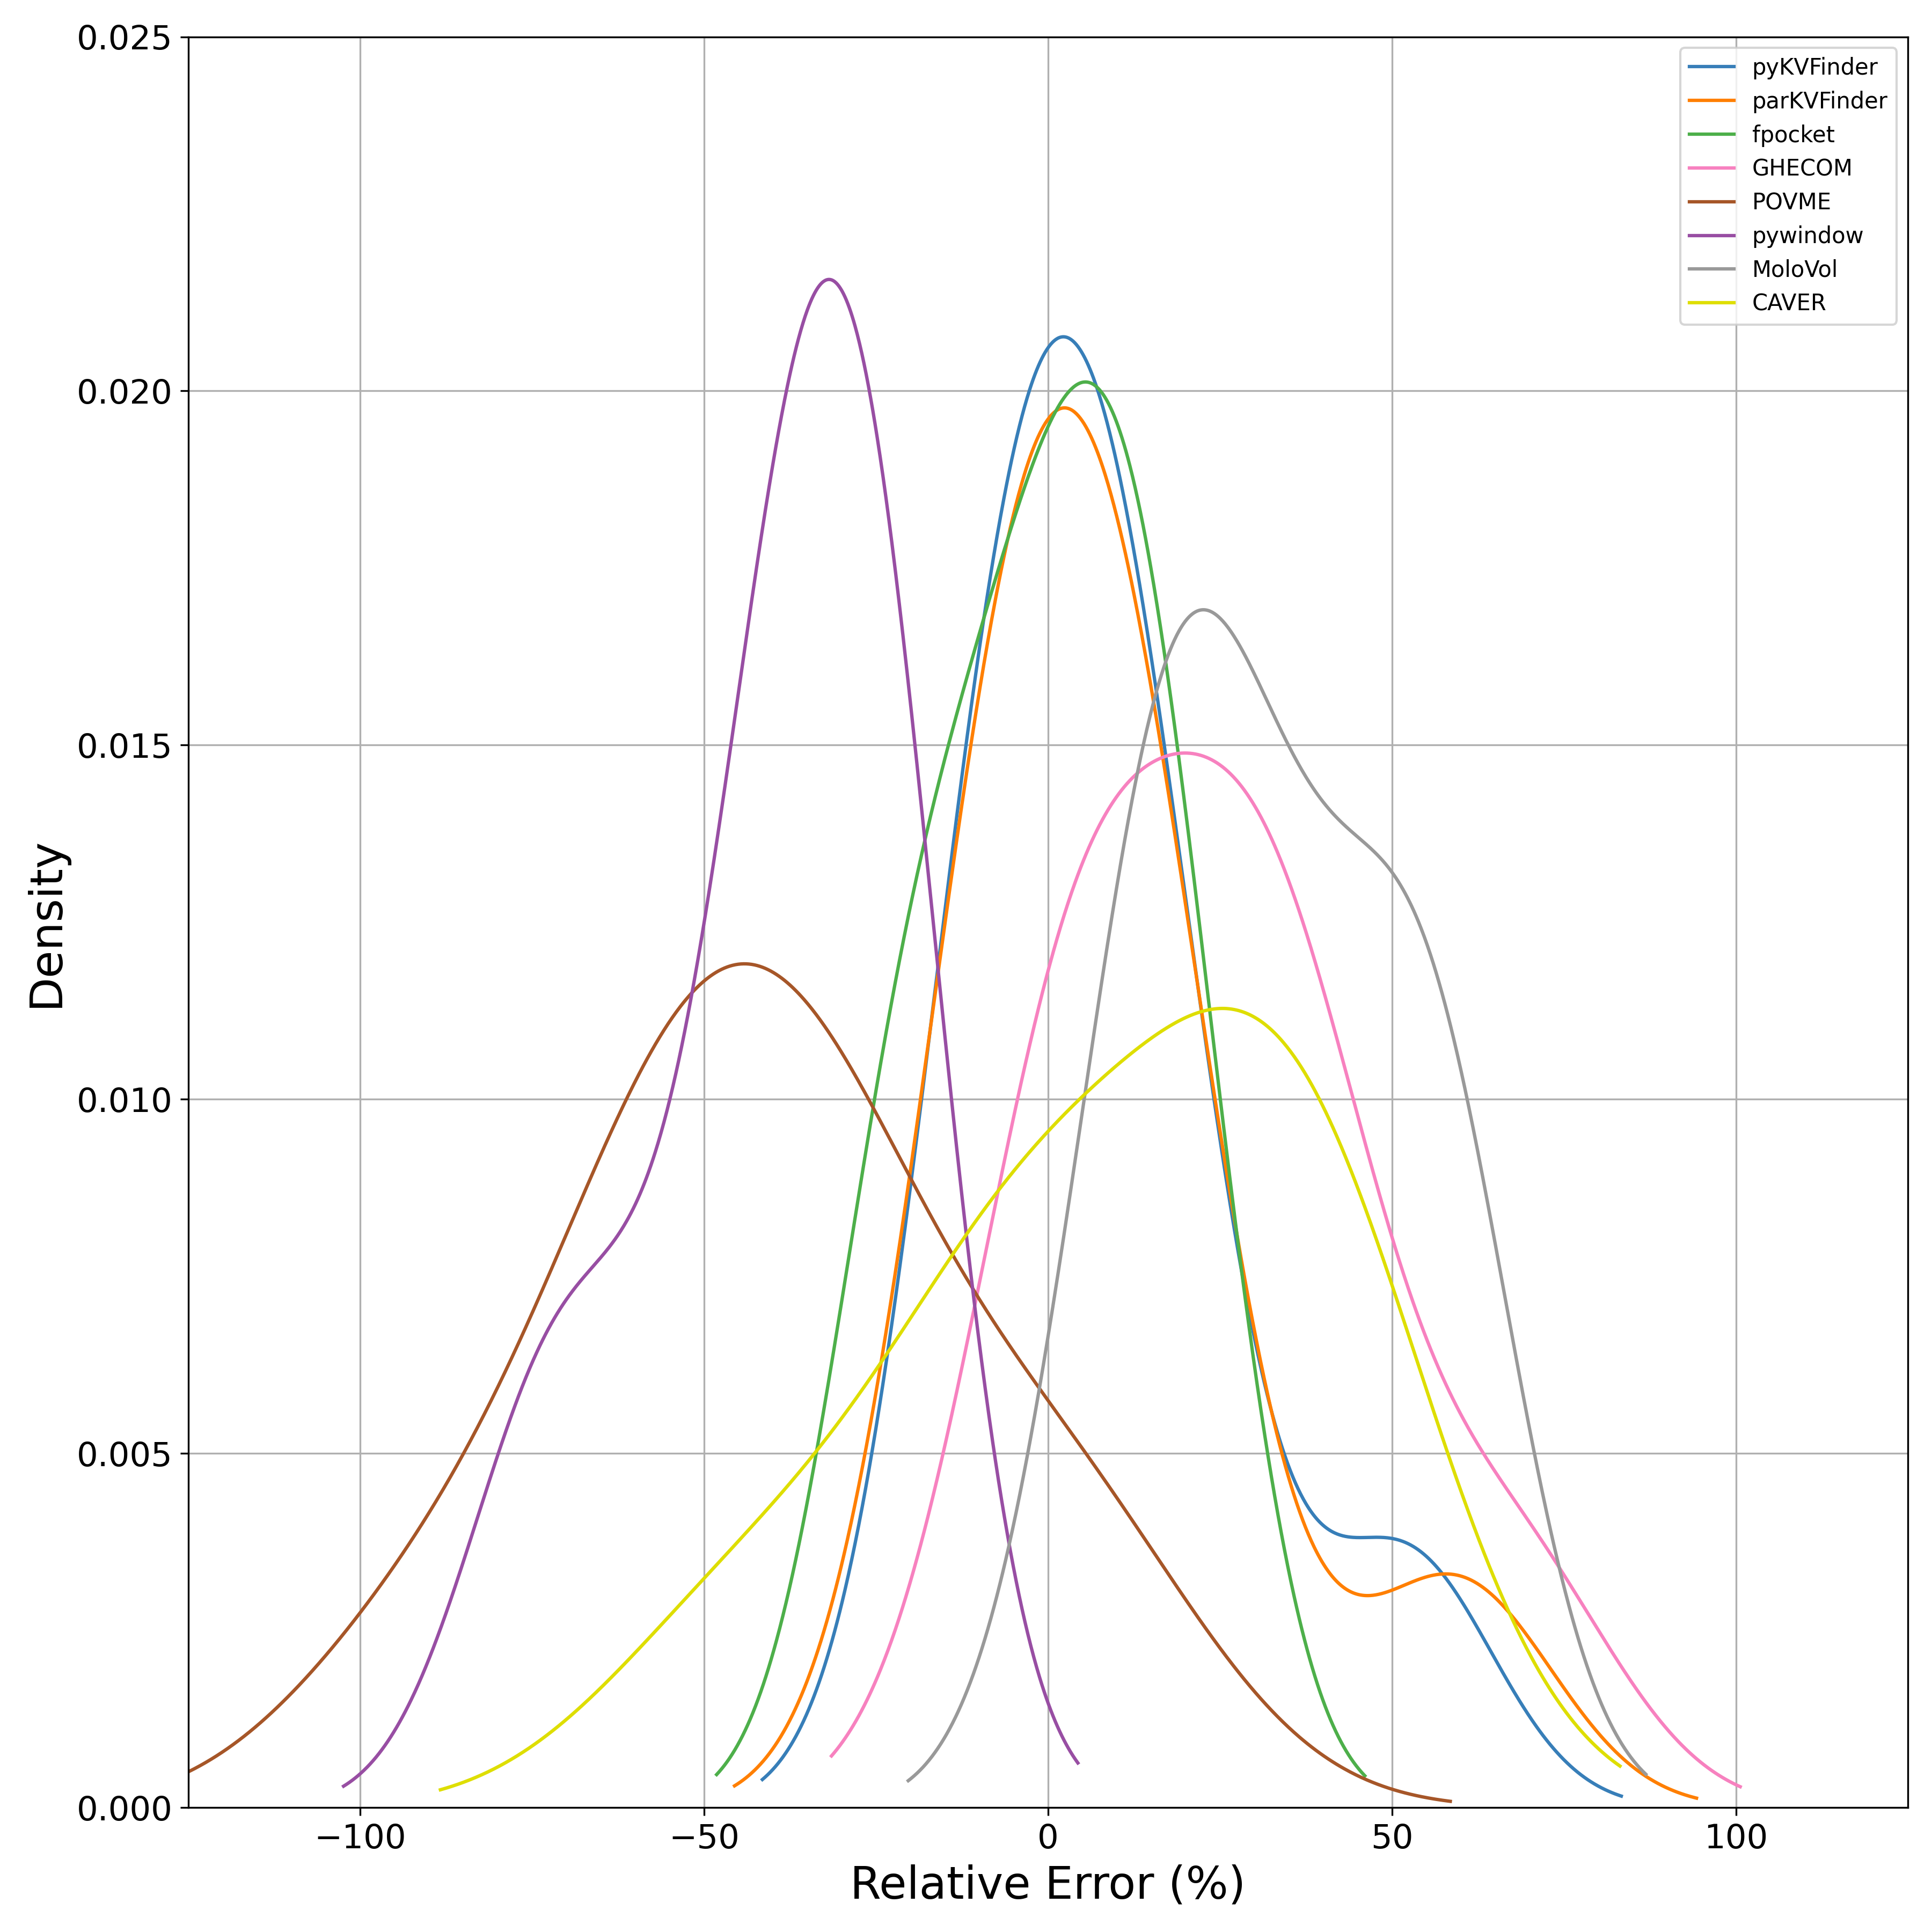 0.025
0.020
0.015
0.010
0.005
0.000
Density
−100
−50
0
50
100
Relative Error (%)
pyKVFinder
parKVFinder
fpocket
GHECOM
POVME
pywindow
MoloVol
CAVER